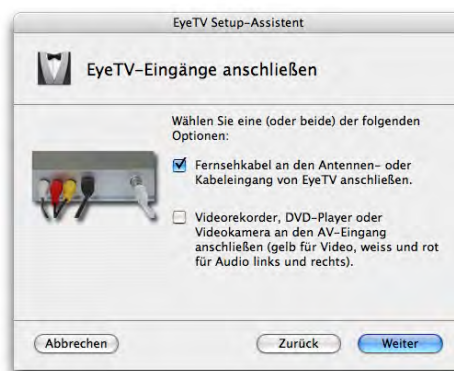 EyeTV Setup-Assistent
EyeTV-Eingänge anschließen
Wählen Sie eine (oder beide) der folgenden
Optionen:
Fernsehkabel an den Antennen- oder
Kabeleingang von EyeTV anschließen.
Videorekorder, DVD-Player oder
Videokamera an den AV-Eingang
anschließen (gelb für Video, weiss und rot
für Audio links und rechts).
Abbrechen
Zurück
Weiter